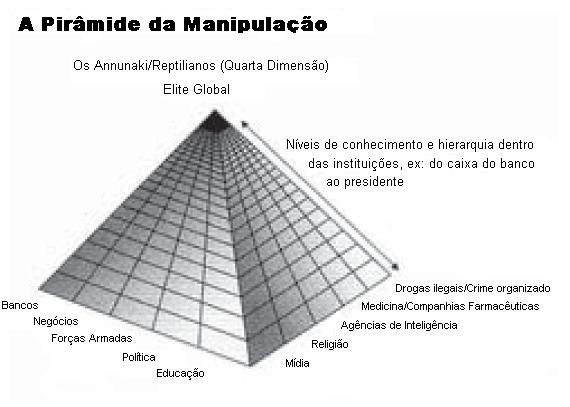 A Pirâmide da Manipulação
Os Annunaki/Reptilianos (Quarta Dimensão)
Elite Global
Níveis de conhecimento e hierarquia dentro
das instituições, ex: do caixa do banco
ao presidente
Bancos
Negócios
Forças Armadas
Política
Educação
Drogas ilegais/Crime organizado
Medicina/Companhias Farmacêuticas
Agências de Inteligência
Religião
Mídia